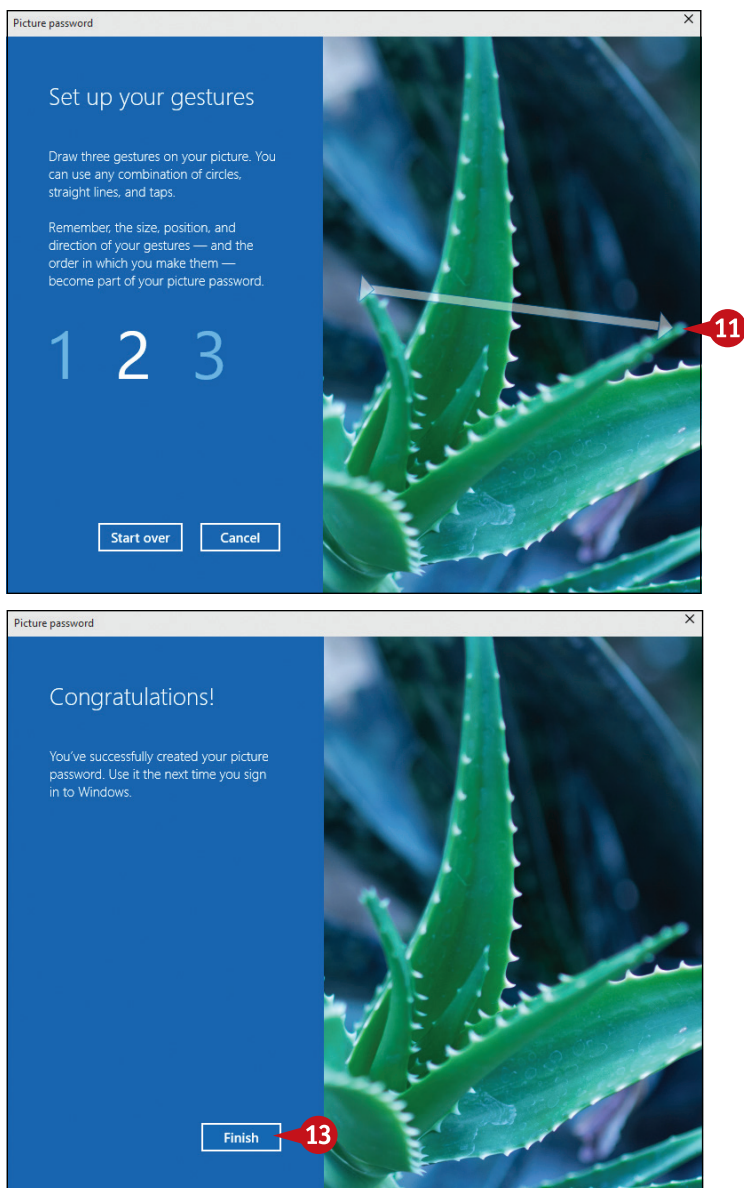 Picture password
×
Set up your gestures
Draw three gestures on your picture. You
can use any combination of circles,
straight lines, and taps.
Remember, the size, position, and
direction of your gestures — and the
order in which you make them —
become part of your picture password.
11
1 2 3
Start over Cancel
Picture password
×
Congratulations!
You've successfully created your picture
password. Use it the next time you sign
in to Windows.
Finish 13